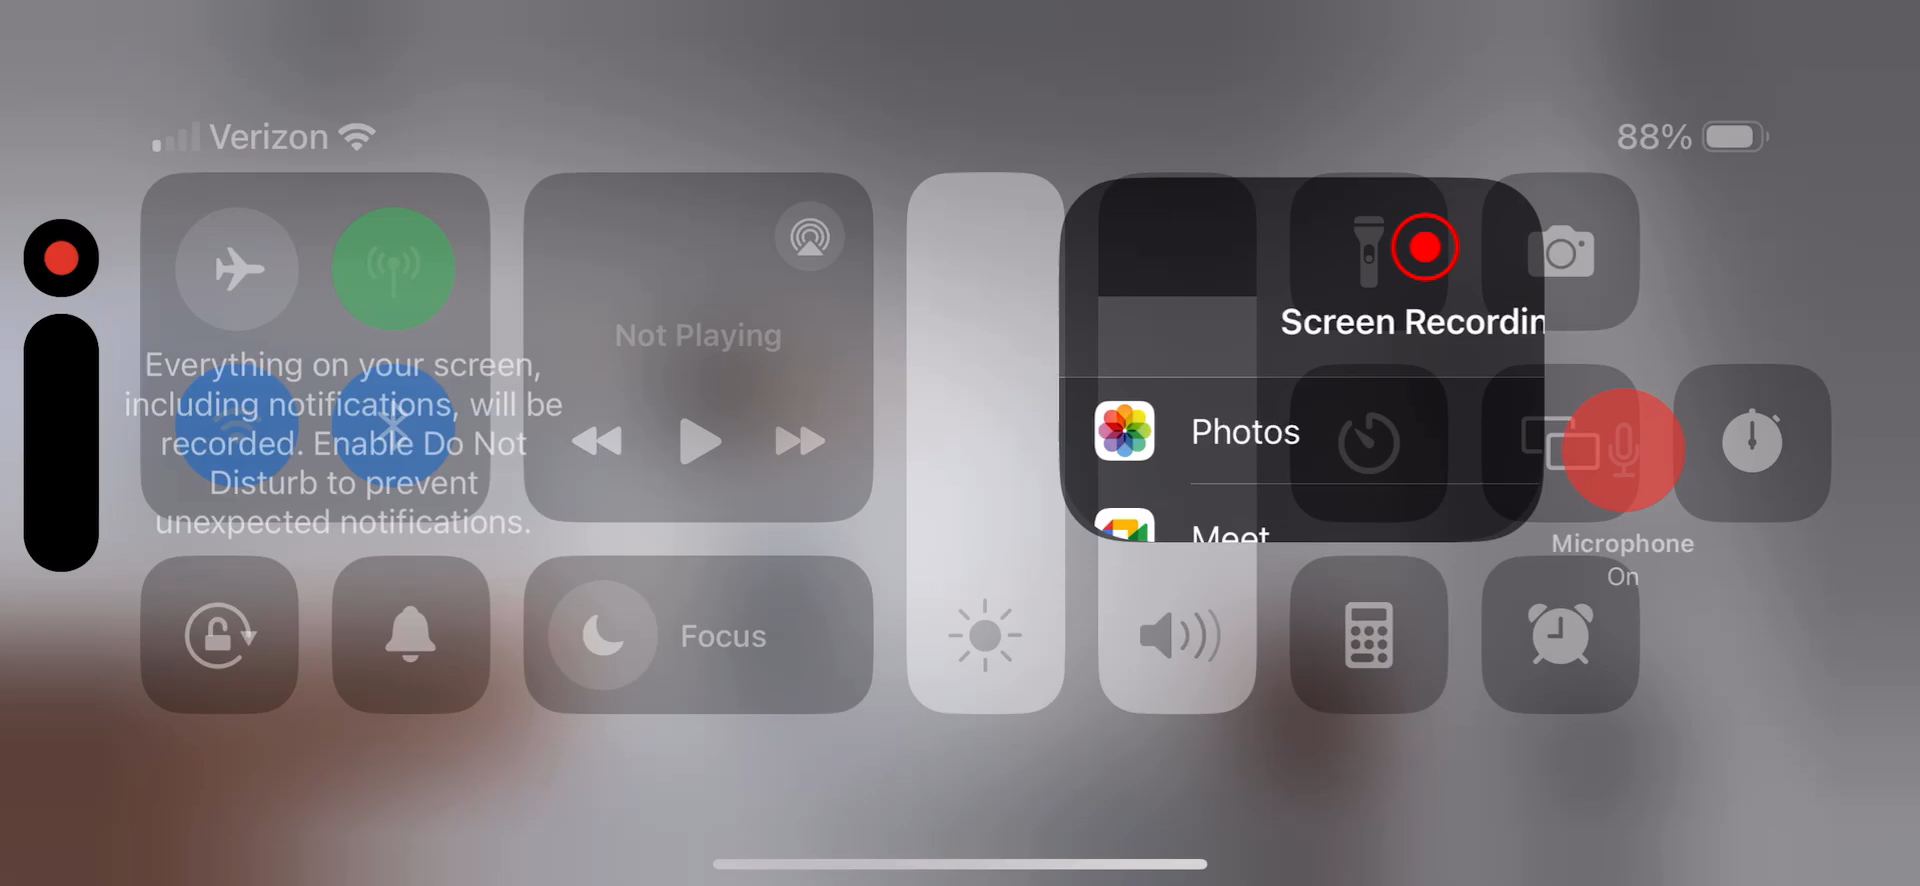 Verizon
88%
Not Playing
Screen Recordin
Everything on your screen,
including notifications, will be
recorded. Enable Do Not
Disturb to prevent
unexpected notifications.
Photos
Meet
Microphone
On
Focus